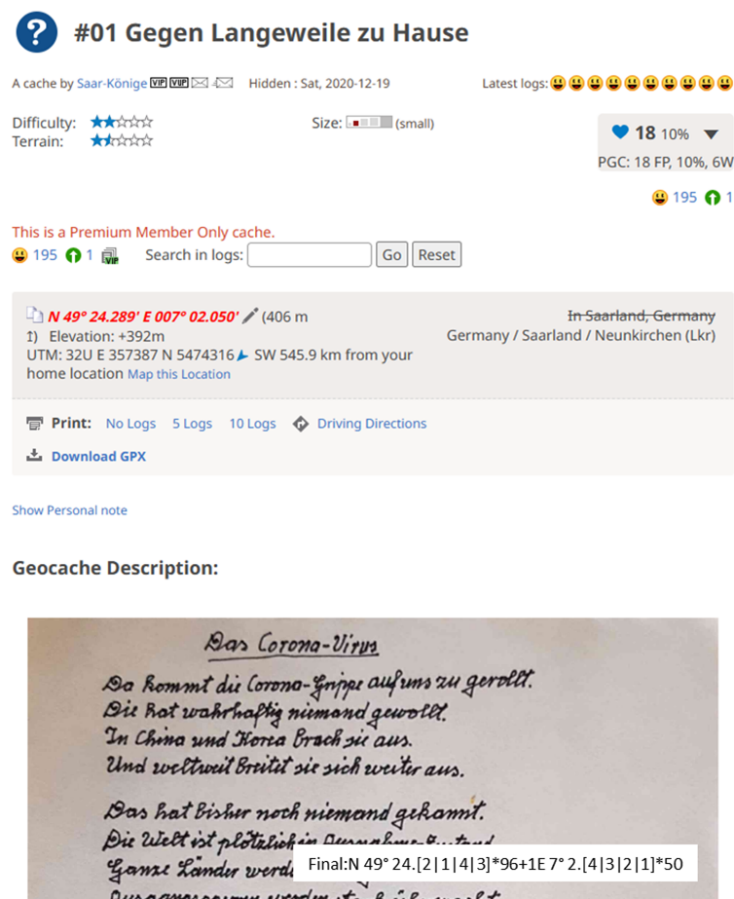 #01 Gegen Langeweile zu Hause
A cache by Saar-Könige VIP VUP Hidden : Sat, 2020-12-19 Latest logs:
Difficulty: Size: (small)
Terrain:
18 10%
PGC: 18 FP, 10%, 6W
195 1
This is a Premium Member Only cache.
195 1 VIP Search in logs: Go Reset
N 49° 24.289' E 007° 02.050' (406 m In Saarland, Germany
) Elevation: +392m Germany / Saarland / Neunkirchen (Lkr)
UTM: 32U E 357387 N 5474316 SW 545.9 km from your
home location Map this Location
Print: No Logs 5 Logs 10 Logs Driving Directions
Download GPX
Show Personal note
Geocache Description:
Das Corona-Virus
Da kommt die Corona-Grippe auf uns zu gerollt.
Die hat wahrhaftig niemand gewollt.
In China und Korea brach sie aus.
Und weltweit breitet sie sich weiter aus.
Das hat bisher noch niemand gekannt.
Die Welt ist plötzlich in
Ganze Länder
Final:N 49° 24.[2|1|4|3]*96+1E 7° 2.[4|3|2|1]*50